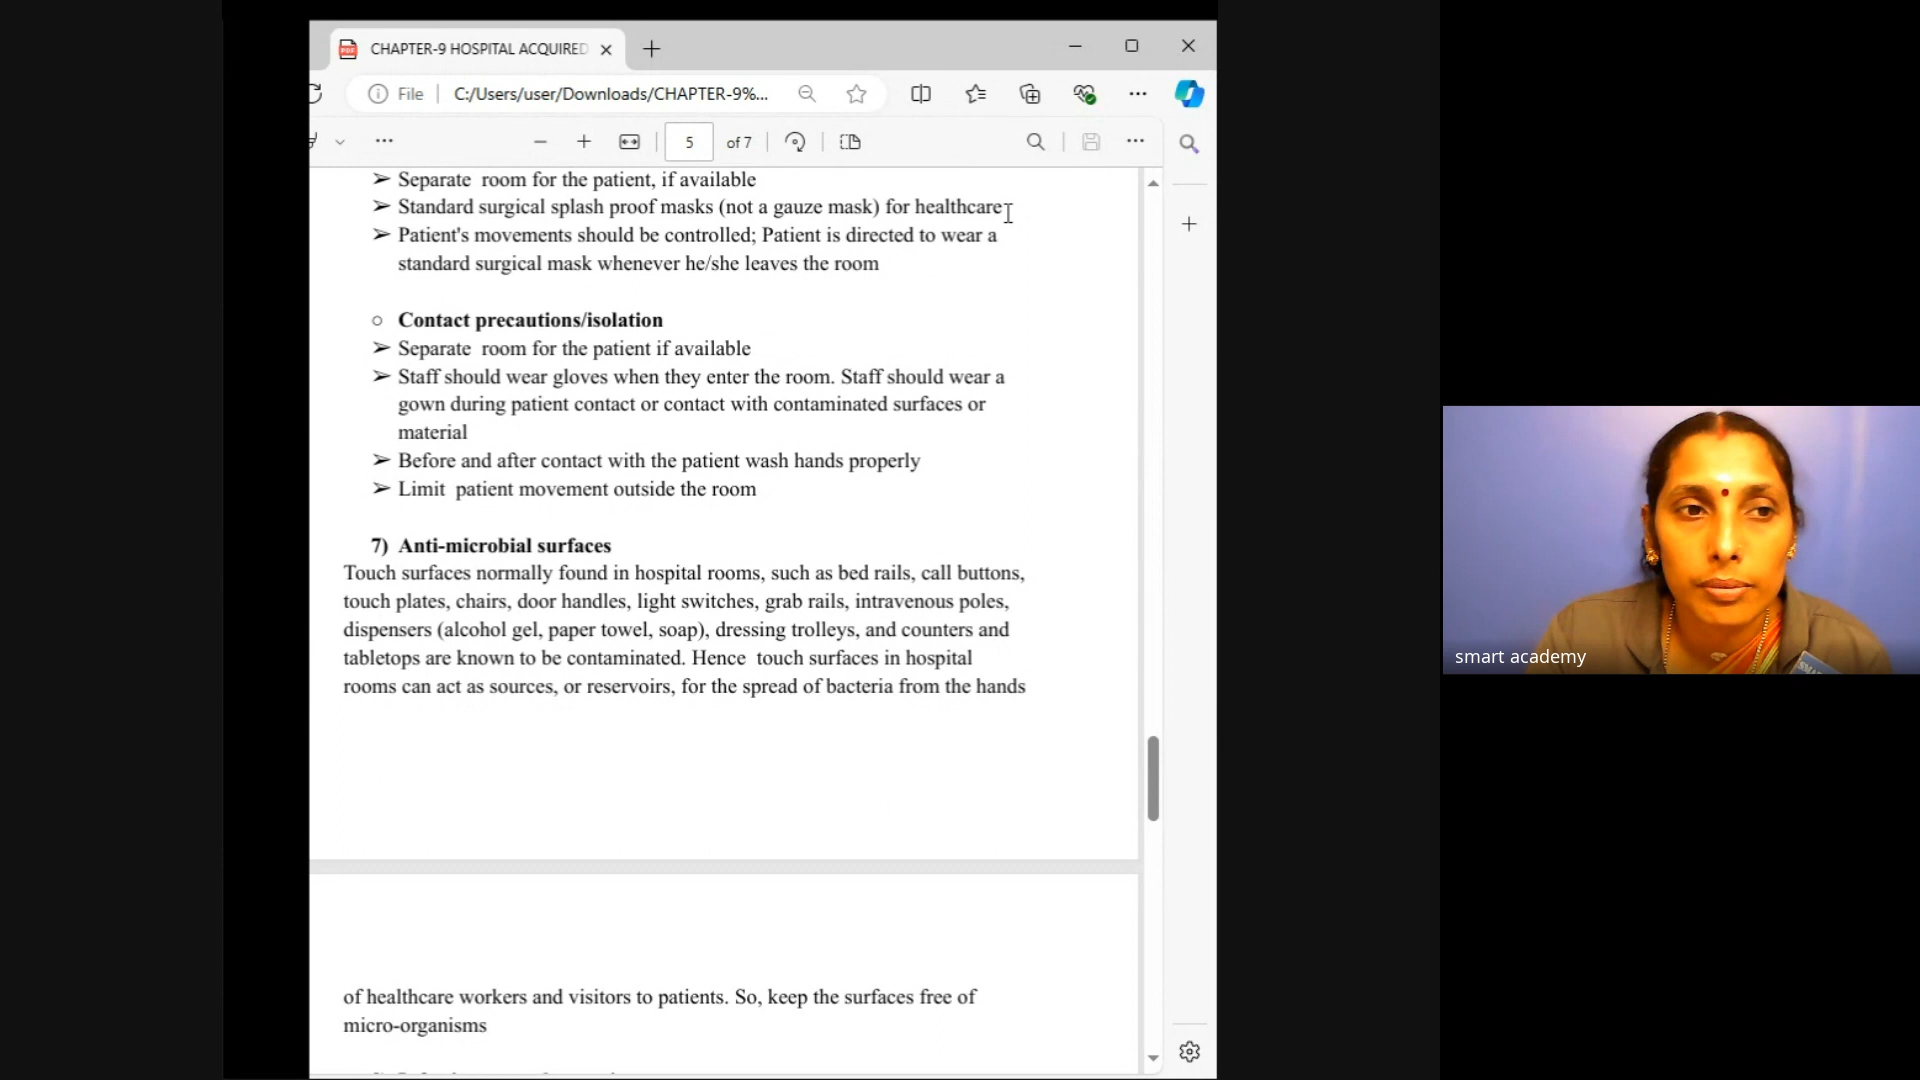 CHAPTER-9 HOSPITAL ACQUIRED
File
C:/Users/user/Downloads/CHAPTER-9%...
5 of 7
➢ Separate  room for the patient, if available
➢ Standard surgical splash proof masks (not a gauze mask) for healthcare
➢ Patient's movements should be controlled; Patient is directed to wear a
standard surgical mask whenever he/she leaves the room
○ Contact precautions/isolation
➢ Separate  room for the patient if available
➢ Staff should wear gloves when they enter the room. Staff should wear a
gown during patient contact or contact with contaminated surfaces or
material
➢ Before and after contact with the patient wash hands properly
➢ Limit  patient movement outside the room
7) Anti-microbial surfaces
Touch surfaces normally found in hospital rooms, such as bed rails, call buttons,
touch plates, chairs, door handles, light switches, grab rails, intravenous poles,
dispensers (alcohol gel, paper towel, soap), dressing trolleys, and counters and
tabletops are known to be contaminated. Hence  touch surfaces in hospital
rooms can act as sources, or reservoirs, for the spread of bacteria from the hands
of healthcare workers and visitors to patients. So, keep the surfaces free of
micro-organisms
smart academy